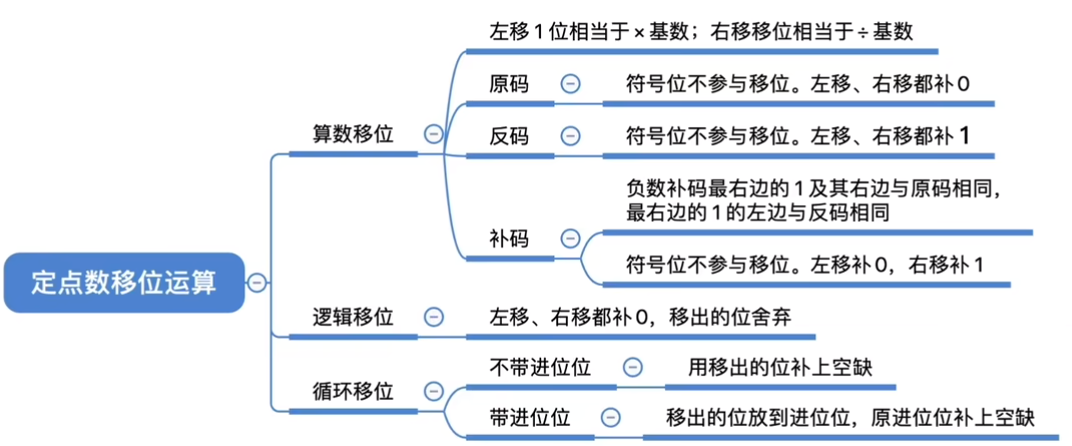 定点数移位运算
算数移位
左移1位相当于×基数；右移移位相当于÷基数
原码
符号位不参与移位。左移、右移都补0
反码
符号位不参与移位。左移、右移都补1
补码
负数补码最右边的1及其右边与原码相同，
最右边的1的左边与反码相同
符号位不参与移位。左移补0，右移补1
逻辑移位
左移、右移都补0，移出的位舍弃
循环移位
不带进位位
用移出的位补上空缺
带进位位
移出的位放到进位位，原进位位补上空缺